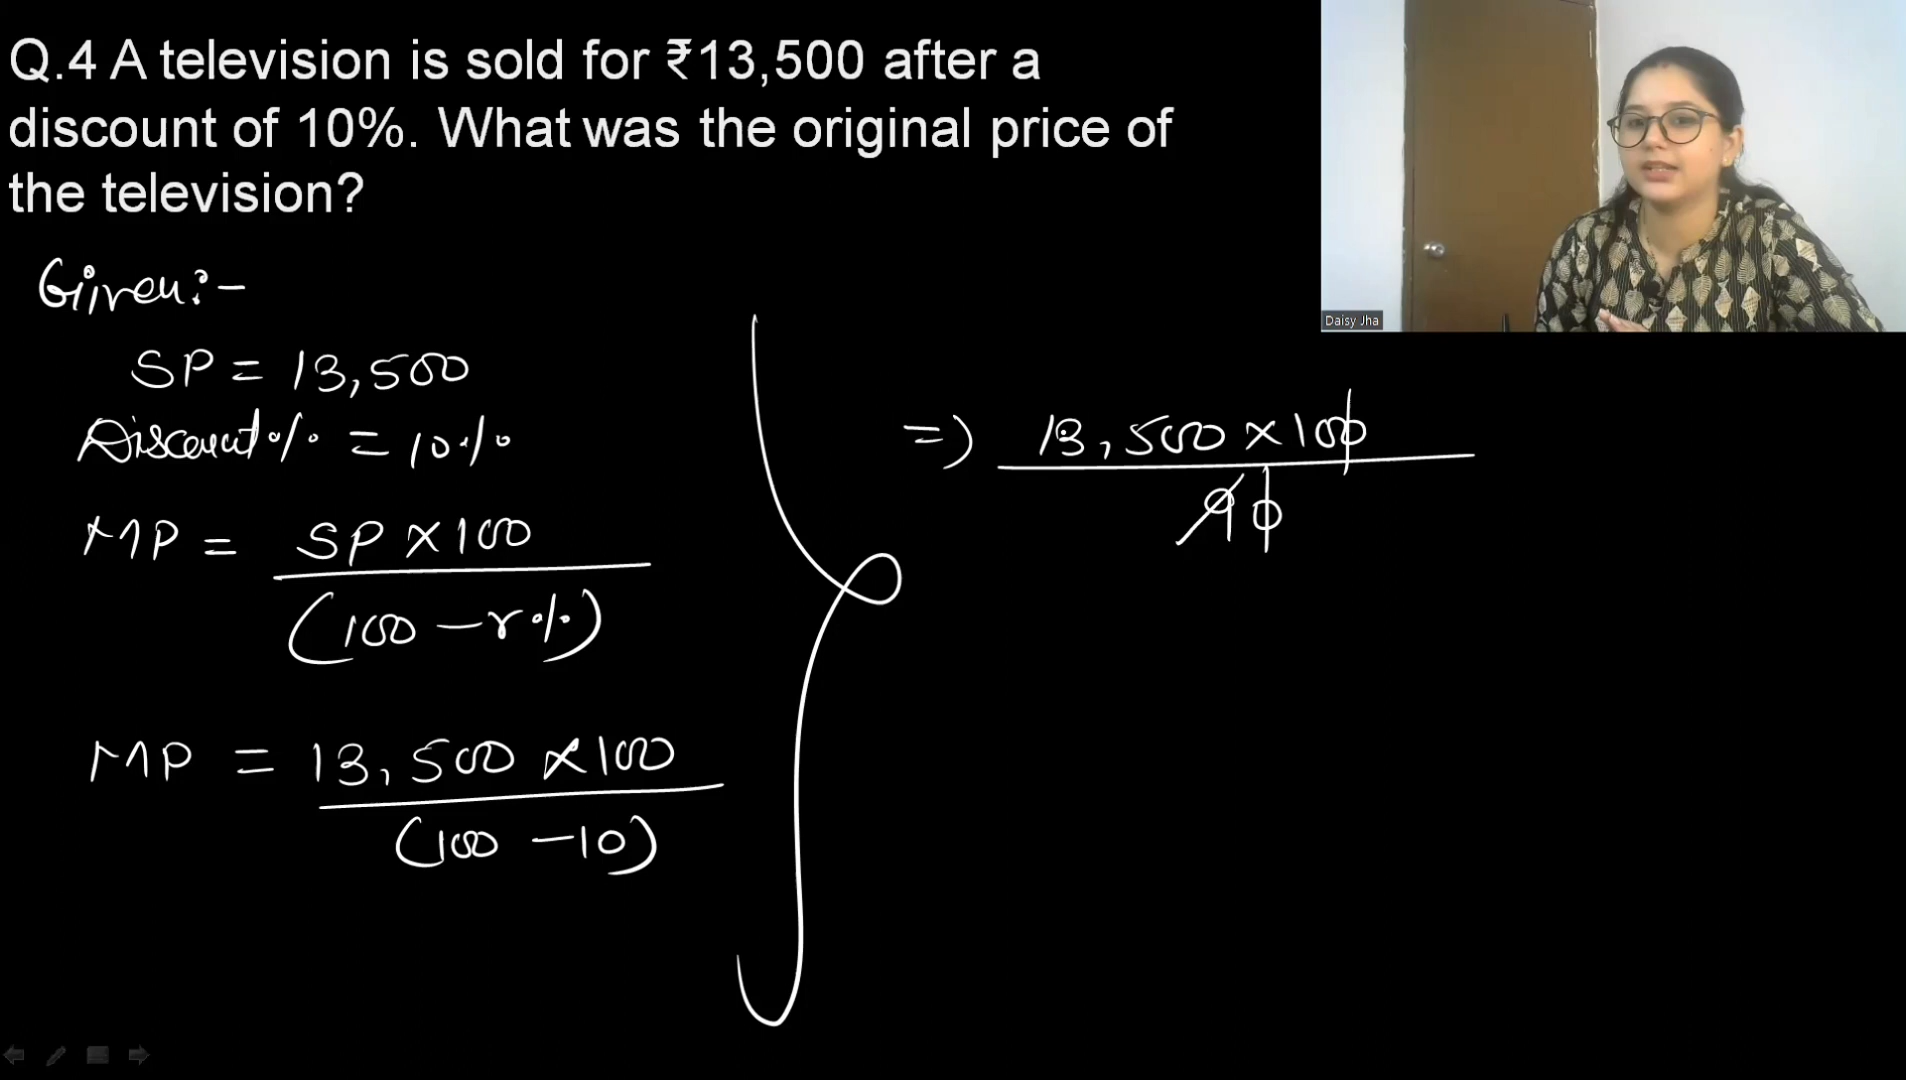 Q.4 A television is sold for ₹13,500 after a
discount of 10%. What was the original price of
the television?
Given:-
SP = 13,500
Discount % = 10%
MP = SP × 100
(100 – r%)
MP = 13,500 × 100
(100 – 10)
=) 13,500 × 100
90
Daisy Jha